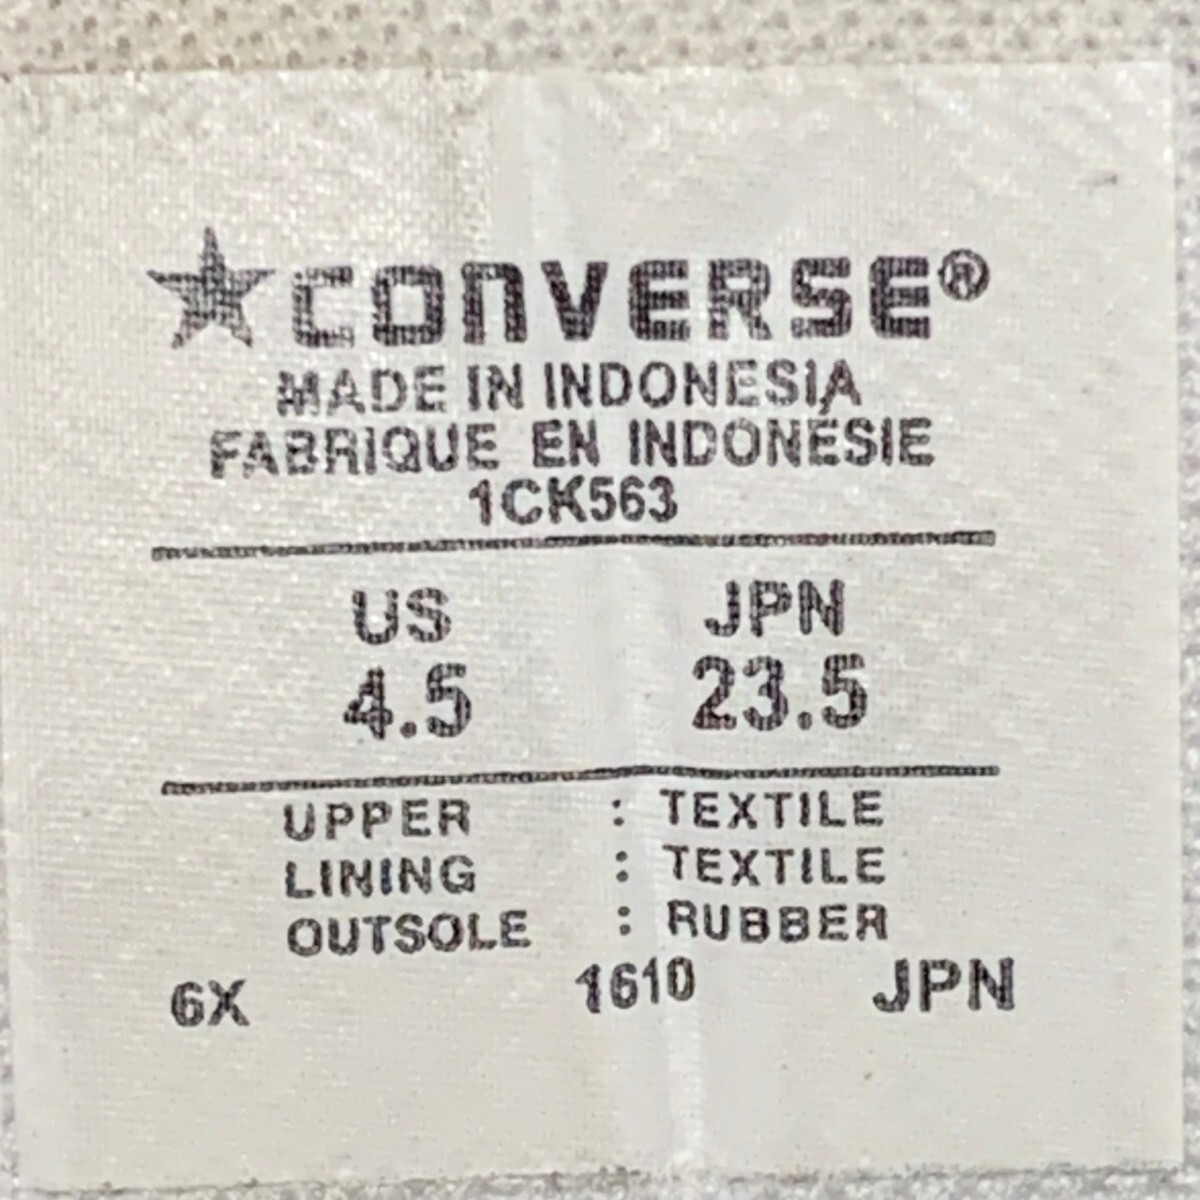 ★CONVERSE®
MADE IN INDONESIA
FABRIQUE EN INDONÉSIE
1CK563
US JPN
4.5 23.5
UPPER : TEXTILE
LINING : TEXTILE
OUTSOLE : RUBBER
6X 1610 JPN